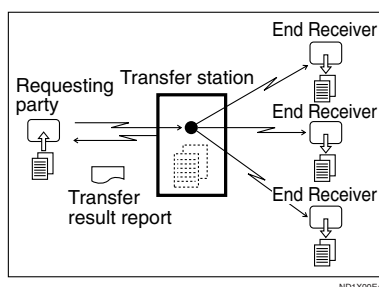 End Receiver
Requesting
party
Transfer station
End Receiver
Transfer
result report
End Receiver